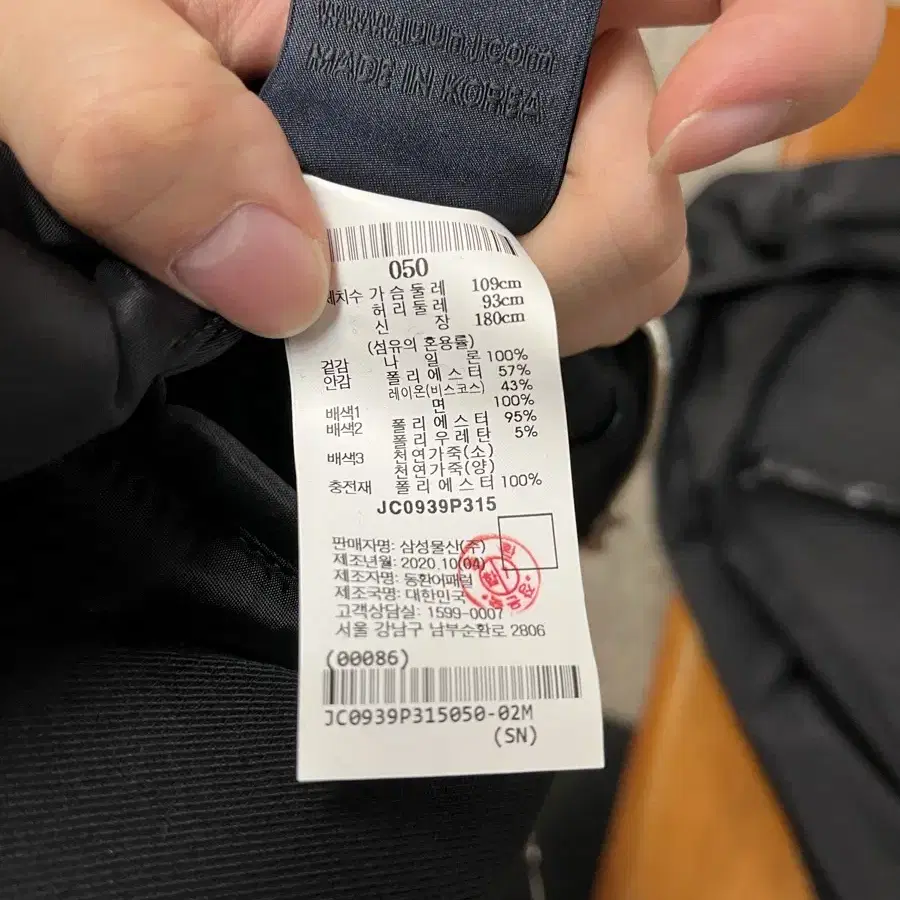 www.juunj.com
MADE IN KOREA
050
체치수 가슴둘레 109cm
허리둘레 93cm
신 장 180cm
(섬유의 혼용률)
겉감 나 일 론 100%
안감 폴리에스터 57%
레이온(비스코스) 43%
배색1 면 100%
배색2 폴리에스터 95%
폴리우레탄 5%
배색3 천연가죽(소)
천연가죽(양)
충전재 폴리에스터 100%
JC0939P315
판매자명: 삼성물산(주)
제조년월: 2020.10(04)
제조자명: 동환어패럴
제조국명: 대한민국
고객상담실: 1599-0007
서울 강남구 남부순환로 2806
(00086)
JC0939P315050-02M
(SN)